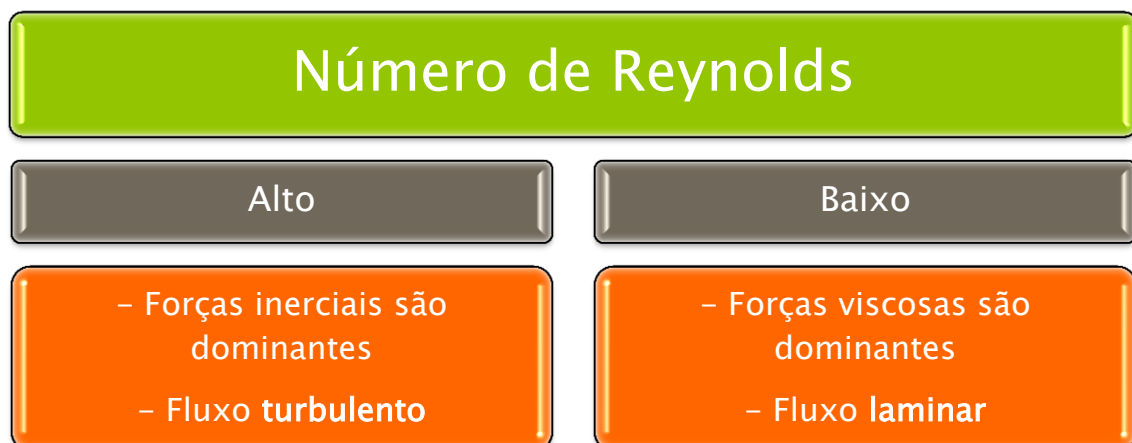 Número de Reynolds
Alto
Baixo
– Forças inerciais são
dominantes
– Fluxo turbulento
– Forças viscosas são
dominantes
– Fluxo laminar